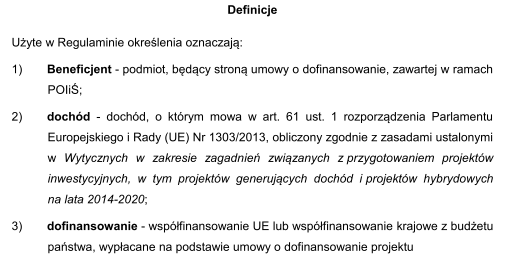 Definicje
Użyte w Regulaminie określenia oznaczają:
1) Beneficjent - podmiot, będący stroną umowy o dofinansowanie, zawartej w ramach
POIiŚ;
2) dochód - dochód, o którym mowa w art. 61 ust. 1 rozporządzenia Parlamentu
Europejskiego i Rady (UE) Nr 1303/2013, obliczony zgodnie z zasadami ustalonymi
w Wytycznych w zakresie zagadnień związanych z przygotowaniem projektów
inwestycyjnych, w tym projektów generujących dochód i projektów hybrydowych
na lata 2014-2020;
3) dofinansowanie - współfinansowanie UE lub współfinansowanie krajowe z budżetu
państwa, wypłacane na podstawie umowy o dofinansowanie projektu